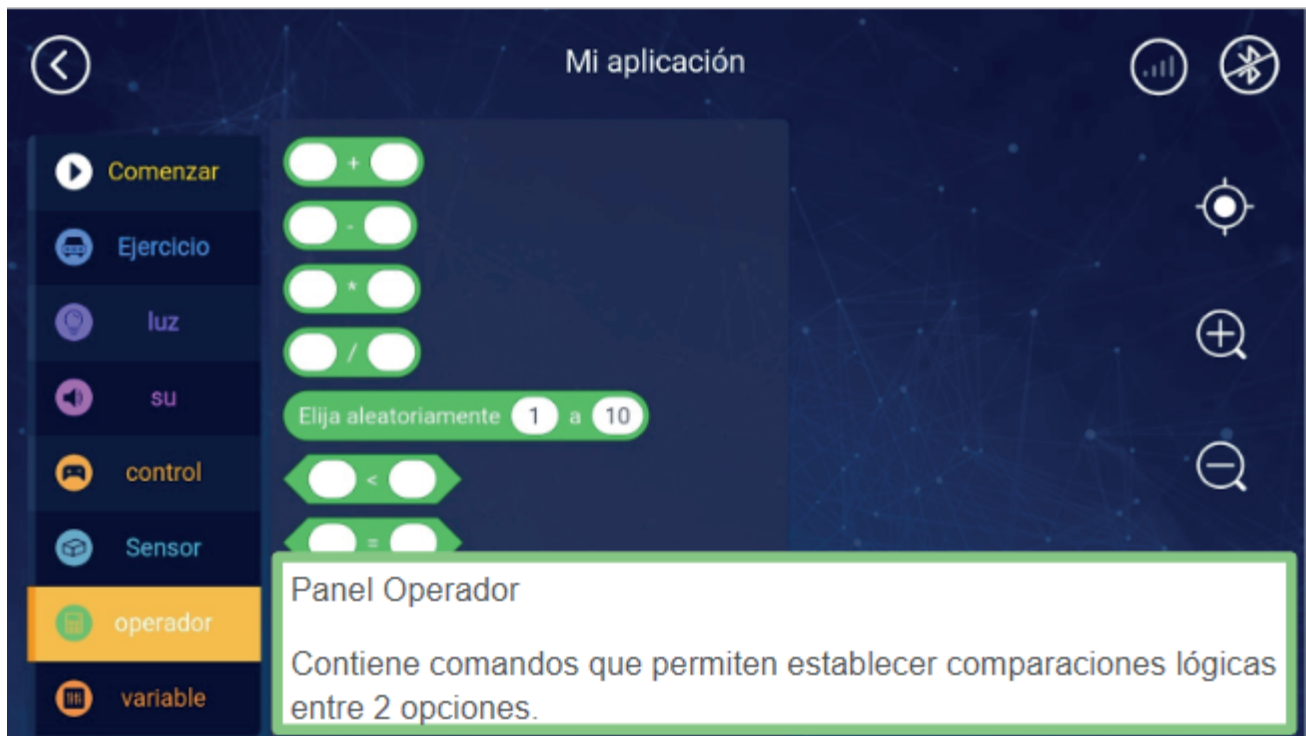 Mi aplicación
Comenzar
Ejercicio
luz
su
control
Sensor
operador
variable
+
-
*
/
Elija aleatoriamente 1 a 10
<
=
Panel Operador
Contiene comandos que permiten establecer comparaciones lógicas
entre 2 opciones.